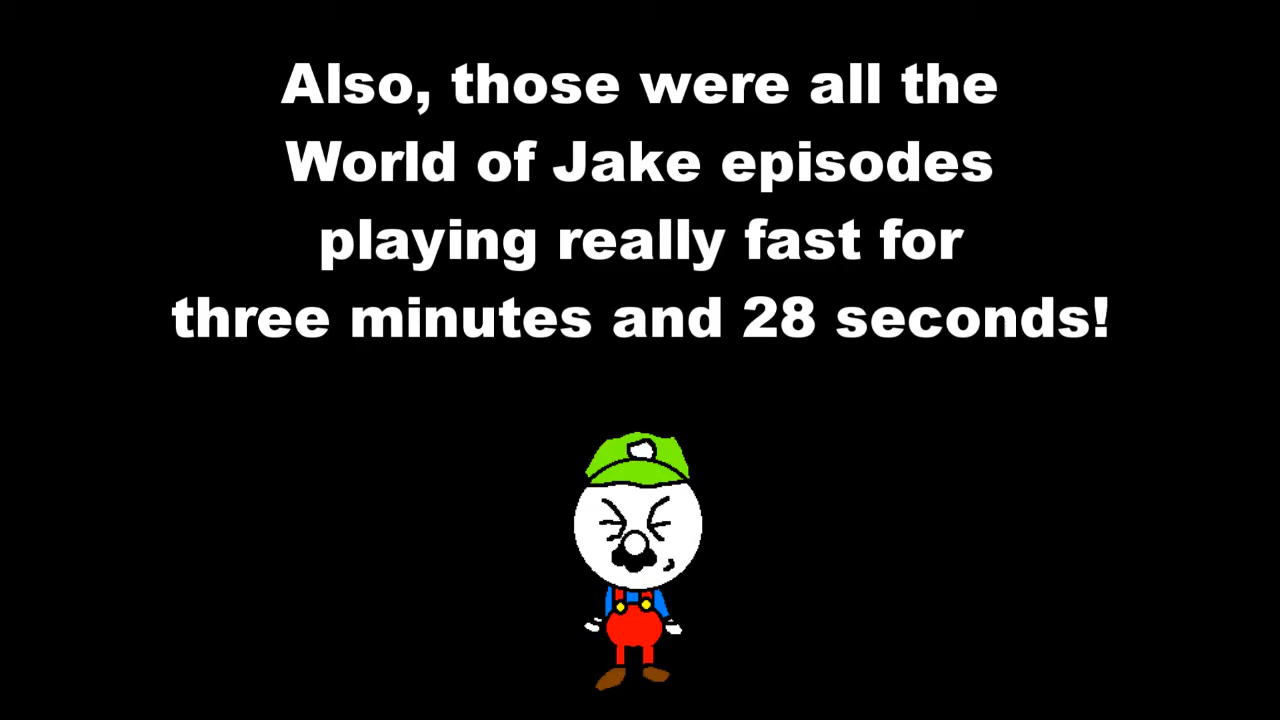 Also, those were all the
World of Jake episodes
playing really fast for
three minutes and 28 seconds!